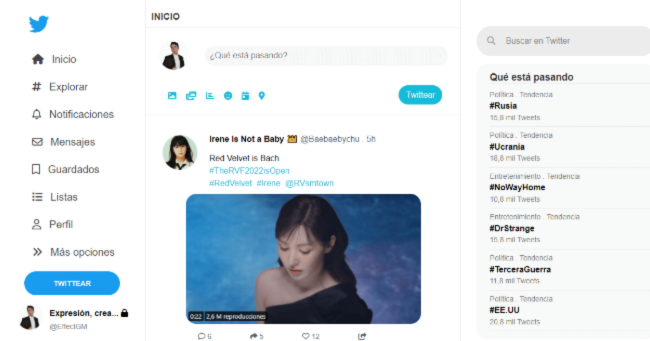 Inicio
Explorar
Notificaciones
Mensajes
Guardados
Listas
Perfil
Más opciones
TWITTEAR
Expresión, crea...
@EffectGM
INICIO
¿Qué está pasando?
Twittear
Irene Is Not a Baby @Baebaebychu . 5h
Red Velvet is Bach
#TheRVF2022isOpen
#RedVelvet #Irene @RVsmtown
0:22 2,6 M reproducciones
6 5 12
Buscar en Twitter
Qué está pasando
Política . Tendencia
#Rusia
15,8 mil Tweets
Política . Tendencia
#Ucrania
18,8 mil Tweets
Entretenimiento . Tendencia
#NoWayHome
10,8 mil Tweets
Entretenimiento . Tendencia
#DrStrange
15,8 mil Tweets
Política . Tendencia
#TerceraGuerra
11,8 mil Tweets
Política . Tendencia
#EE.UU
20,8 mil Tweets